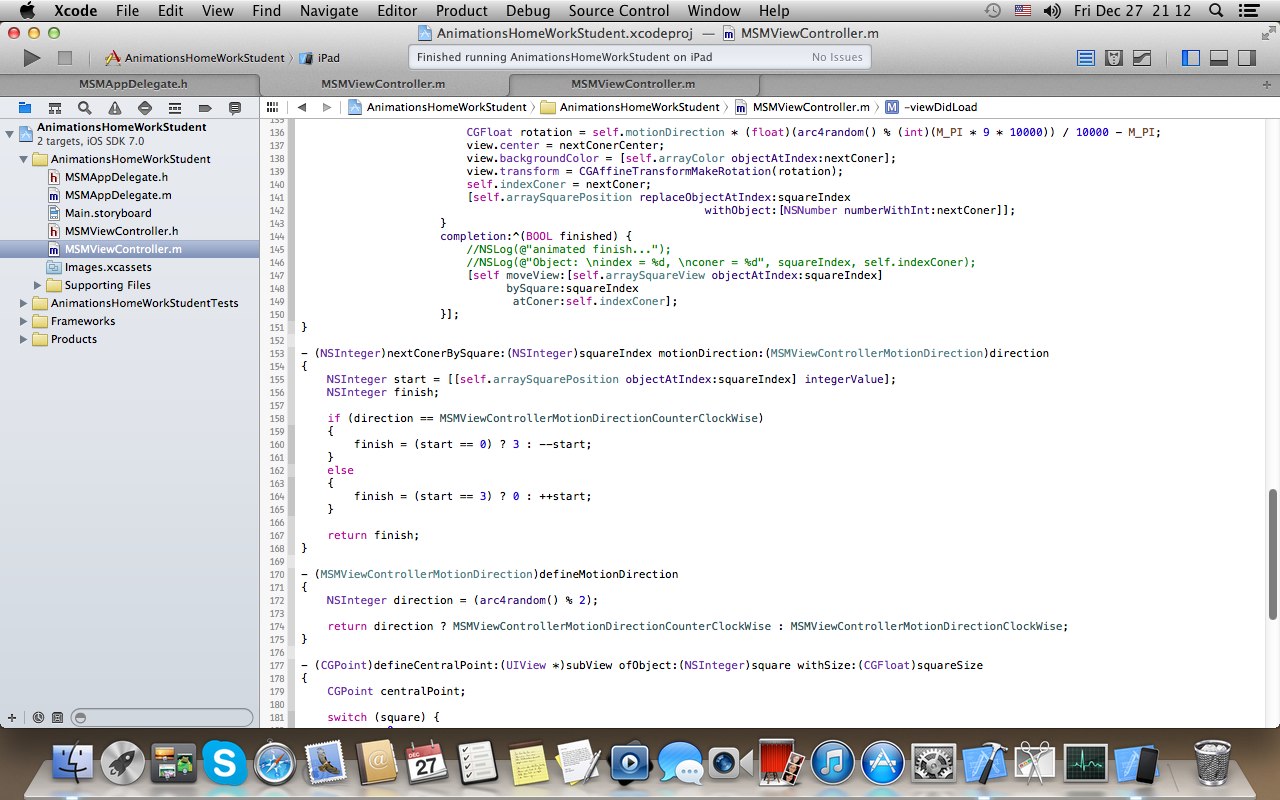 Xcode File Edit View Find Navigate Editor Product Debug Source Control Window Help Fri Dec 27 21 12
AnimationsHomeWorkStudent.xcodeproj — MSMViewController.m
AnimationsHomeWorkStudent iPad
Finished running AnimationsHomeWorkStudent on iPad No Issues
MSMAppDelegate.h MSMViewController.m MSMViewController.m
AnimationsHomeWorkStudent AnimationsHomeWorkStudent MSMViewController.m M -viewDidLoad
AnimationsHomeWorkStudent
2 targets, iOS SDK 7.0
AnimationsHomeWorkStudent
h MSMAppDelegate.h
m MSMAppDelegate.m
Main.storyboard
h MSMViewController.h
m MSMViewController.m
Images.xcassets
Supporting Files
AnimationsHomeWorkStudentTests
Frameworks
Products
135
136 CGFloat rotation = self.motionDirection * (float)(arc4random() % (int)(M_PI * 9 * 10000)) / 10000 - M_PI;
137 view.center = nextConerCenter;
138 view.backgroundColor = [self.arrayColor objectAtIndex:nextConer];
139 view.transform = CGAffineTransformMakeRotation(rotation);
140 self.indexConer = nextConer;
141 [self.arraySquarePosition replaceObjectAtIndex:squareIndex
142 withObject:[NSNumber numberWithInt:nextConer]];
143 }
144 completion:^(BOOL finished) {
145 //NSLog(@"animated finish...");
146 //NSLog(@"Object: \nindex = %d, \nconer = %d", squareIndex, self.indexConer);
147 [self moveView:[self.arraySquareView objectAtIndex:squareIndex]
148 bySquare:squareIndex
149 atConer:self.indexConer];
150 }];
151 }
152
153 - (NSInteger)nextConerBySquare:(NSInteger)squareIndex motionDirection:(MSMViewControllerMotionDirection)direction
154 {
155 NSInteger start = [[self.arraySquarePosition objectAtIndex:squareIndex] integerValue];
156 NSInteger finish;
157
158 if (direction == MSMViewControllerMotionDirectionCounterClockWise)
159 {
160 finish = (start == 0) ? 3 : --start;
161 }
162 else
163 {
164 finish = (start == 3) ? 0 : ++start;
165 }
166
167 return finish;
168 }
169
170 - (MSMViewControllerMotionDirection)defineMotionDirection
171 {
172 NSInteger direction = (arc4random() % 2);
173
174 return direction ? MSMViewControllerMotionDirectionCounterClockWise : MSMViewControllerMotionDirectionClockWise;
175 }
176
177 - (CGPoint)defineCentralPoint:(UIView *)subView ofObject:(NSInteger)square withSize:(CGFloat)squareSize
178 {
179 CGPoint centralPoint;
180
181 switch (square) {
DEC
27